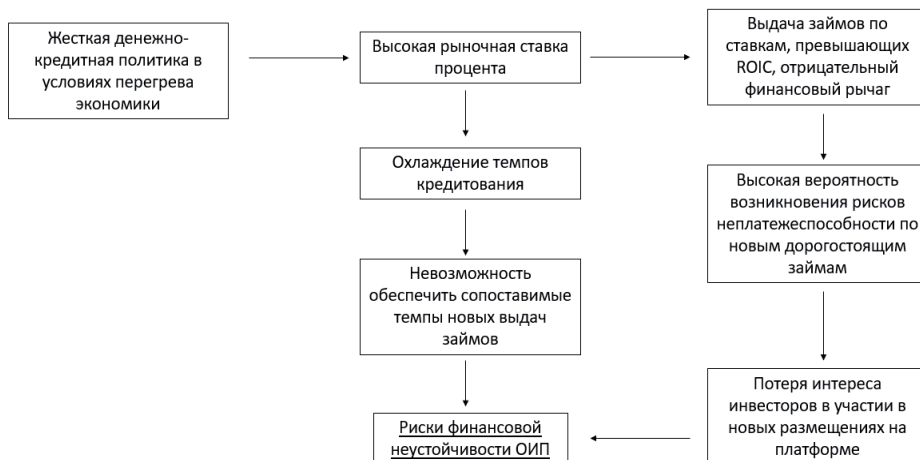 Жесткая денежно-
кредитная политика в
условиях перегрева
экономики
Высокая рыночная ставка
процента
Выдача займов по
ставкам, превышающих
ROIC, отрицательный
финансовый рычаг
Охлаждение темпов
кредитования
Высокая вероятность
возникновения рисков
неплатежеспособности по
новым дорогостоящим
займам
Невозможность
обеспечить сопоставимые
темпы новых выдач
займов
Потеря интереса
инвесторов в участии в
новых размещениях на
платформе
Риски финансовой
неустойчивости ОИП